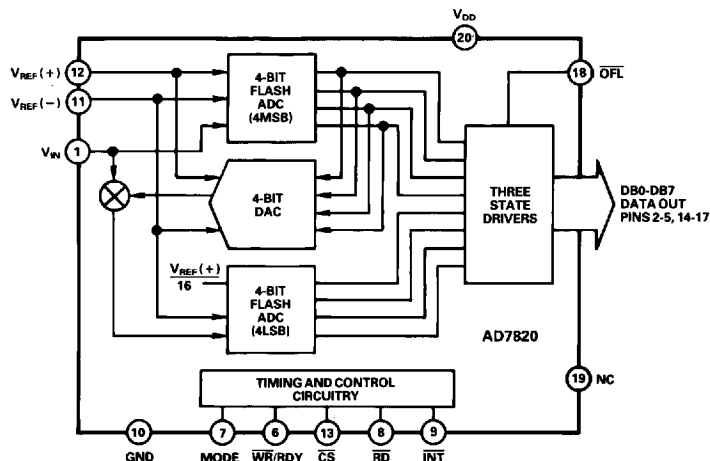 VDD
20
VREF(+) 12
VREF(-) 11
VIN 1
4-BIT
FLASH
ADC
(4MSB)
18 OFL
4-BIT
DAC
THREE
STATE
DRIVERS
DB0-DB7
DATA OUT
PINS 2-5, 14-17
VREF(+)
16
4-BIT
FLASH
ADC
(4LSB)
AD7820
19 NC
TIMING AND CONTROL
CIRCUITRY
10 7 6 13 8 9
GND MODE WR/RDY CS RD INT